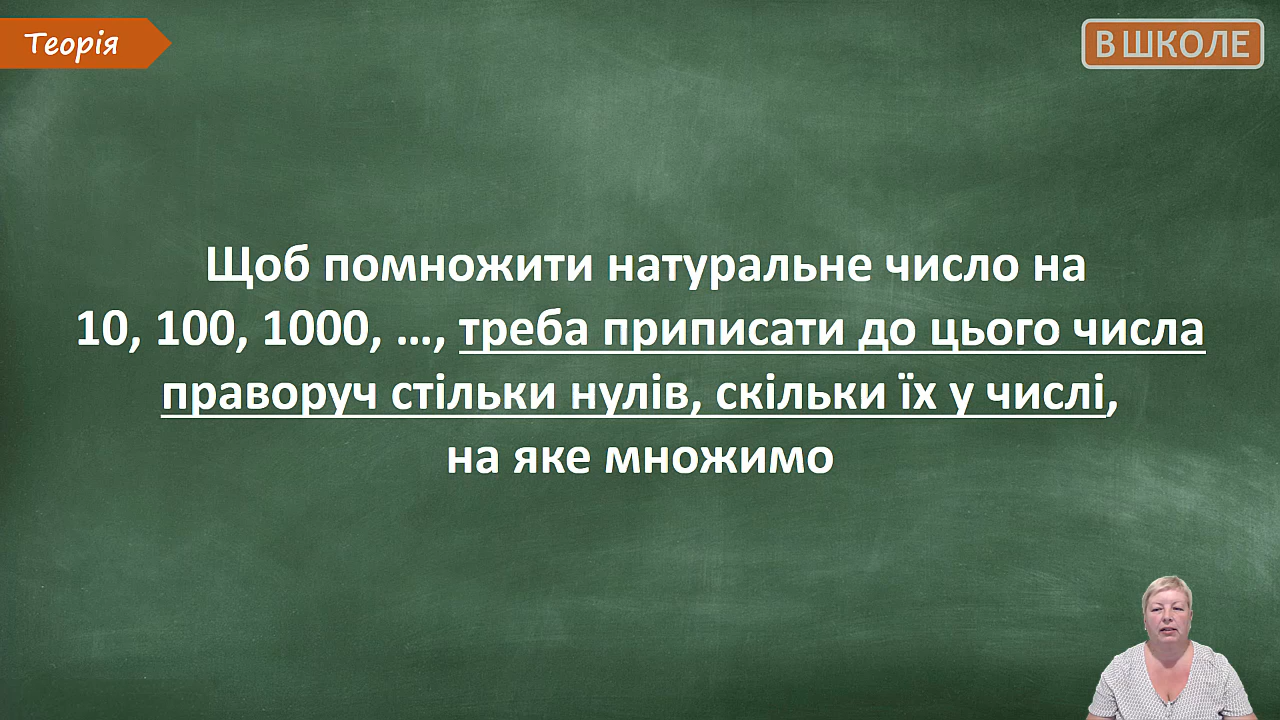 Теорія
В ШКОЛЕ
Щоб помножити натуральне число на
10, 100, 1000, ..., треба приписати до цього числа
праворуч стільки нулів, скільки їх у числі,
на яке множимо